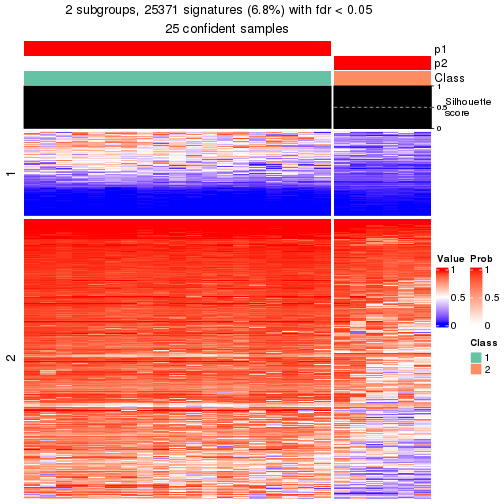 2 subgroups, 25371 signatures (6.8%) with fdr < 0.05
25 confident samples
p1
p2
Class
1
0.5
0
Silhouette
score
1
2
Value
1
0.5
0
Prob
1
0.5
0
Class
1
2